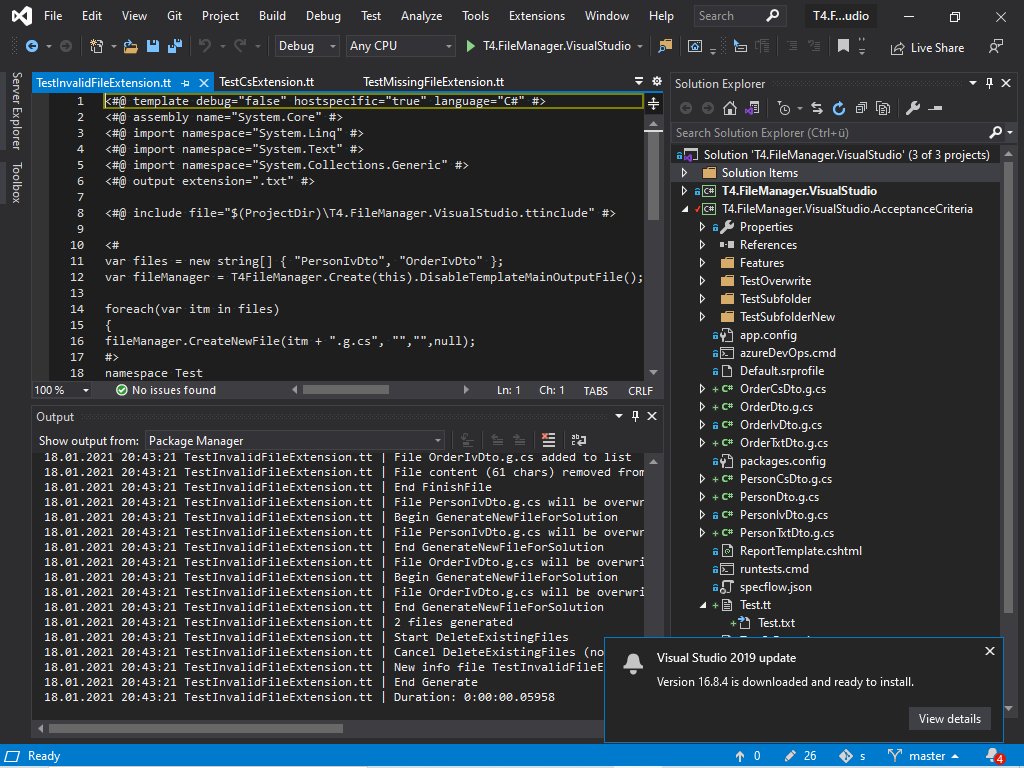 File Edit View Git Project Build Debug Test Analyze Tools Extensions Window Help Search T4.F...udio
Debug Any CPU T4.FileManager.VisualStudio Live Share
Server Explorer
Toolbox
TestInvalidFileExtension.tt TestCsExtension.tt TestMissingFileExtension.tt
1 <#@ template debug="false" hostspecific="true" language="C#" #>
2 <#@ assembly name="System.Core" #>
3 <#@ import namespace="System.Linq" #>
4 <#@ import namespace="System.Text" #>
5 <#@ import namespace="System.Collections.Generic" #>
6 <#@ output extension=".txt" #>
7
8 <#@ include file="$(ProjectDir)\T4.FileManager.VisualStudio.ttinclude" #>
9
10 <#
11 var files = new string[] { "PersonIvDto", "OrderIvDto" };
12 var fileManager = T4FileManager.Create(this).DisableTemplateMainOutputFile();
13
14 foreach(var itm in files)
15 {
16 fileManager.CreateNewFile(itm + ".g.cs", "","",null);
17 #>
18 namespace Test
100 % No issues found Ln: 1 Ch: 1 TABS CRLF
Output
Show output from: Package Manager
18.01.2021 20:43:21 TestInvalidFileExtension.tt | File OrderIvDto.g.cs added to list
18.01.2021 20:43:21 TestInvalidFileExtension.tt | File content (61 chars) removed from
18.01.2021 20:43:21 TestInvalidFileExtension.tt | End FinishFile
18.01.2021 20:43:21 TestInvalidFileExtension.tt | File PersonIvDto.g.cs will be overwr
18.01.2021 20:43:21 TestInvalidFileExtension.tt | Begin GenerateNewFileForSolution
18.01.2021 20:43:21 TestInvalidFileExtension.tt | File PersonIvDto.g.cs will be overwr
18.01.2021 20:43:21 TestInvalidFileExtension.tt | End GenerateNewFileForSolution
18.01.2021 20:43:21 TestInvalidFileExtension.tt | File OrderIvDto.g.cs will be overwri
18.01.2021 20:43:21 TestInvalidFileExtension.tt | Begin GenerateNewFileForSolution
18.01.2021 20:43:21 TestInvalidFileExtension.tt | File OrderIvDto.g.cs will be overwri
18.01.2021 20:43:21 TestInvalidFileExtension.tt | End GenerateNewFileForSolution
18.01.2021 20:43:21 TestInvalidFileExtension.tt | 2 files generated
18.01.2021 20:43:21 TestInvalidFileExtension.tt | Start DeleteExistingFiles
18.01.2021 20:43:21 TestInvalidFileExtension.tt | Cancel DeleteExistingFiles (no
18.01.2021 20:43:21 TestInvalidFileExtension.tt | New info file TestInvalidFileE
18.01.2021 20:43:21 TestInvalidFileExtension.tt | End Generate
18.01.2021 20:43:21 TestInvalidFileExtension.tt | Duration: 0:00:00.05958
Solution Explorer
Search Solution Explorer (Ctrl+ü)
Solution 'T4.FileManager.VisualStudio' (3 of 3 projects)
Solution Items
C# T4.FileManager.VisualStudio
C# T4.FileManager.VisualStudio.AcceptanceCriteria
Properties
References
Features
TestOverwrite
TestSubfolder
TestSubfolderNew
app.config
azureDevOps.cmd
Default.srprofile
C# OrderCsDto.g.cs
C# OrderDto.g.cs
C# OrderIvDto.g.cs
C# OrderTxtDto.g.cs
packages.config
C# PersonCsDto.g.cs
C# PersonDto.g.cs
C# PersonIvDto.g.cs
C# PersonTxtDto.g.cs
ReportTemplate.cshtml
runtests.cmd
specflow.json
Test.tt
Test.txt
Visual Studio 2019 update
Version 16.8.4 is downloaded and ready to install.
View details
Ready 0 26 s master 4